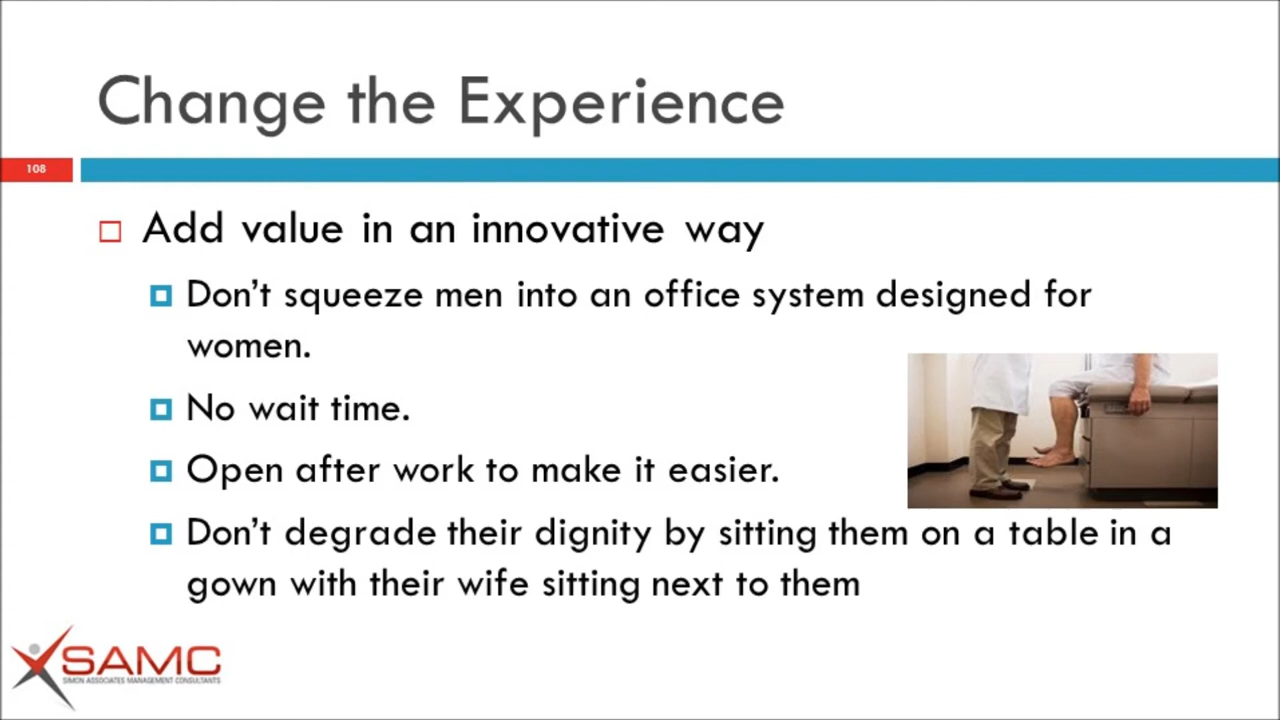 Change the Experience
108
Add value in an innovative way
Don't squeeze men into an office system designed for
women.
No wait time.
Open after work to make it easier.
Don't degrade their dignity by sitting them on a table in a
gown with their wife sitting next to them
SAMC
SIMON ASSOCIATES MANAGEMENT CONSULTANTS